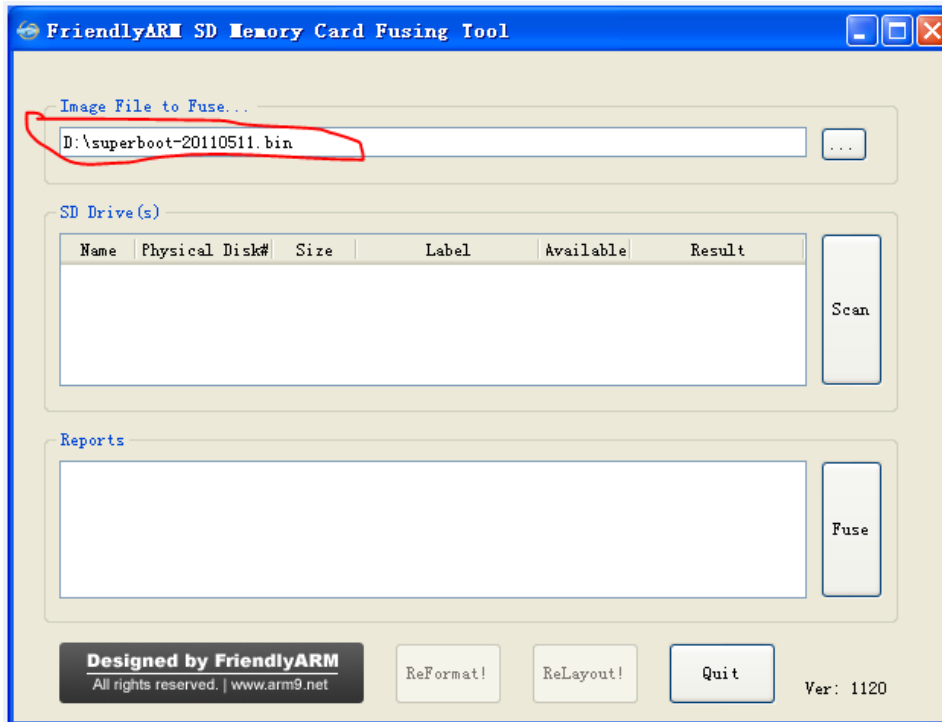 FriendlyARM SD Memory Card Fusing Tool
Image File to Fuse...
D:\superboot-20110511.bin
...
SD Drive(s)
Name Physical Disk# Size Label Available Result
Scan
Reports
Fuse
Designed by FriendlyARM
All rights reserved. | www.arm9.net
ReFormat!
ReLayout!
Quit
Ver: 1120